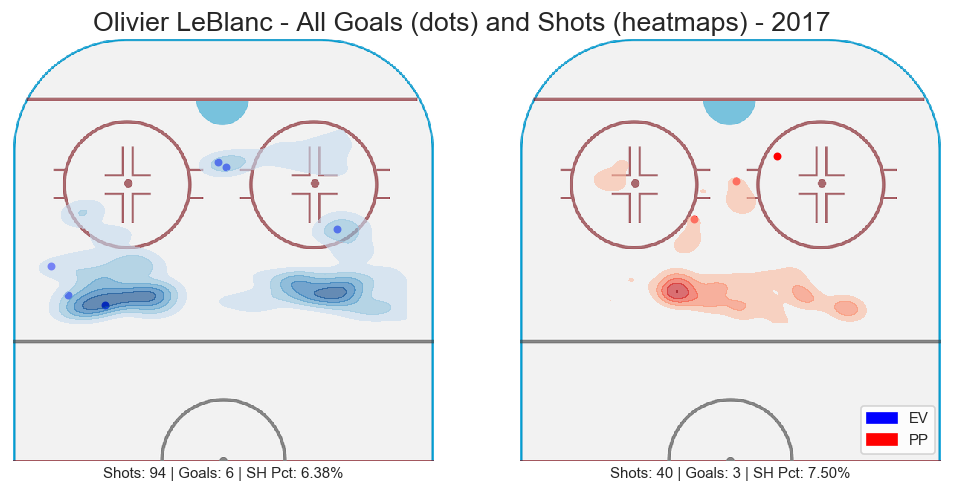 Olivier LeBlanc - All Goals (dots) and Shots (heatmaps) - 2017
EV
PP
Shots: 94 | Goals: 6 | SH Pct: 6.38%
Shots: 40 | Goals: 3 | SH Pct: 7.50%